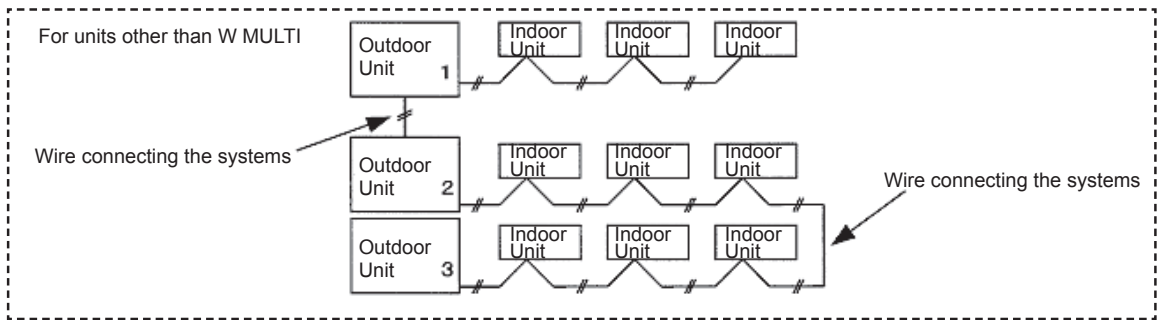 For units other than W MULTI
Outdoor
Unit
1
Indoor
Unit
Indoor
Unit
Indoor
Unit
Wire connecting the systems
Outdoor
Unit
2
Indoor
Unit
Indoor
Unit
Indoor
Unit
Wire connecting the systems
Outdoor
Unit
3
Indoor
Unit
Indoor
Unit
Indoor
Unit